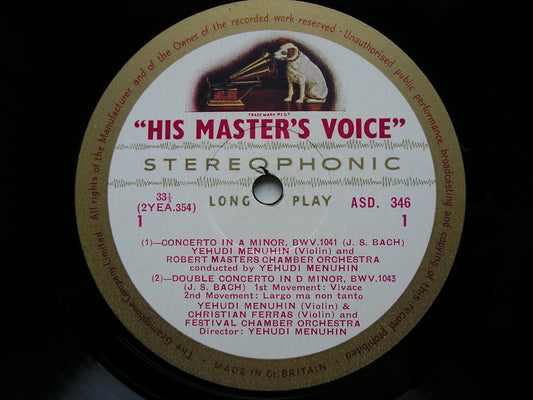 All rights of the Manufacturer and of the Owner of the recorded work reserved · Unauthorised public performance, broadcasting and copying of this record prohibited
The Gramophone Company Limited ·
TRADE MARK REGD
"HIS MASTER'S VOICE"
STEREOPHONIC
LONG PLAY
33⅓
(2YEA.354)
1
ASD. 346
1
(1)—CONCERTO IN A MINOR, BWV.1041 (J. S. BACH)
YEHUDI MENUHIN (Violin) and
ROBERT MASTERS CHAMBER ORCHESTRA
conducted by YEHUDI MENUHIN
(2)—DOUBLE CONCERTO IN D MINOR, BWV.1043
(J. S. BACH) 1st Movement: Vivace
2nd Movement: Largo ma non tanto
YEHUDI MENUHIN (Violin) &
CHRISTIAN FERRAS (Violin) and
FESTIVAL CHAMBER ORCHESTRA
Director: YEHUDI MENUHIN
· MADE IN Gt. BRITAIN